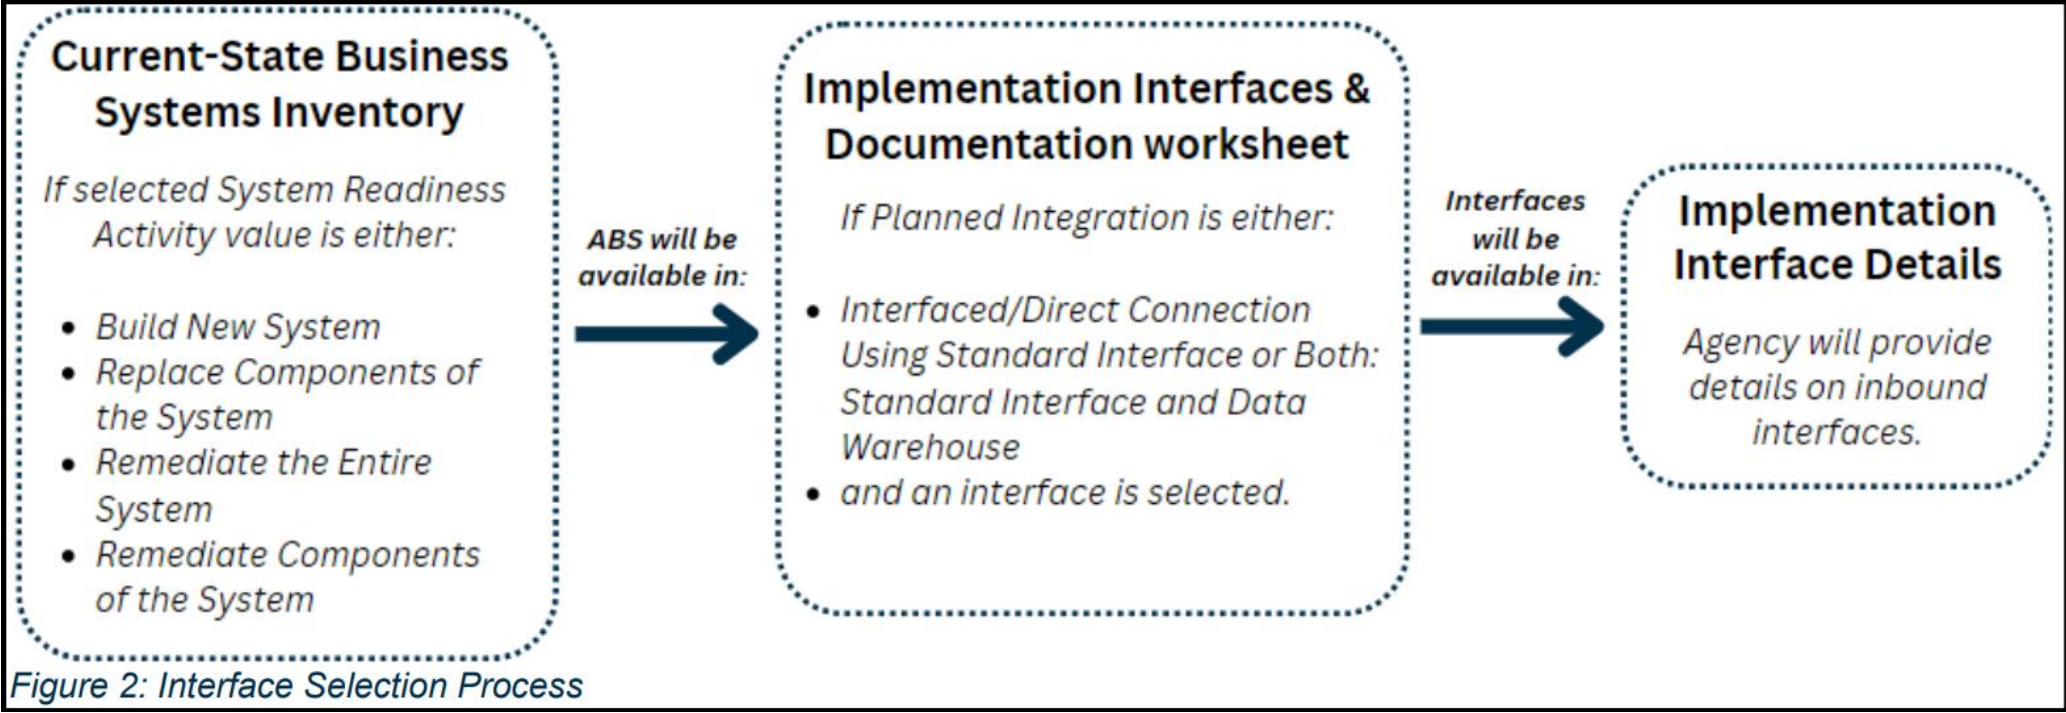 Current-State Business
Systems Inventory
If selected System Readiness
Activity value is either:
• Build New System
• Replace Components of
the System
• Remediate the Entire
System
• Remediate Components
of the System
ABS will be
available in:
Implementation Interfaces &
Documentation worksheet
If Planned Integration is either:
• Interfaced/Direct Connection
Using Standard Interface or Both:
Standard Interface and Data
Warehouse
• and an interface is selected.
Interfaces
will be
available in:
Implementation
Interface Details
Agency will provide
details on inbound
interfaces.
Figure 2: Interface Selection Process